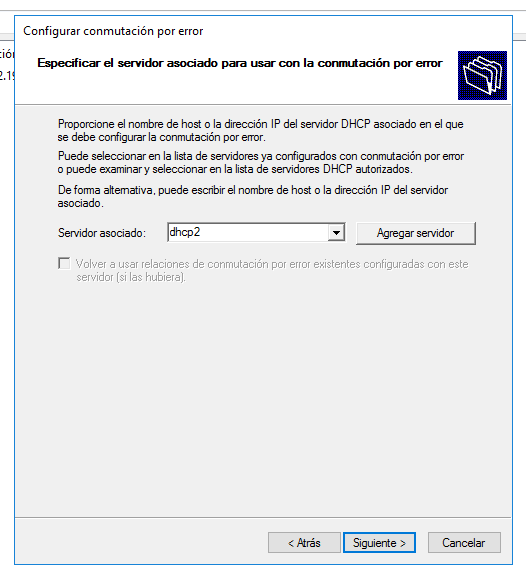 Configurar conmutación por error
ción
Especificar el servidor asociado para usar con la conmutación por error
2.19
Proporcione el nombre de host o la dirección IP del servidor DHCP asociado en el que
se debe configurar la conmutación por error.
Puede seleccionar en la lista de servidores ya configurados con conmutación por error
o puede examinar y seleccionar en la lista de servidores DHCP autorizados.
De forma alternativa, puede escribir el nombre de host o la dirección IP del servidor
asociado.
Servidor asociado: dhcp2 Agregar servidor
Volver a usar relaciones de conmutación por error existentes configuradas con este
servidor (si las hubiera).
< Atrás Siguiente > Cancelar